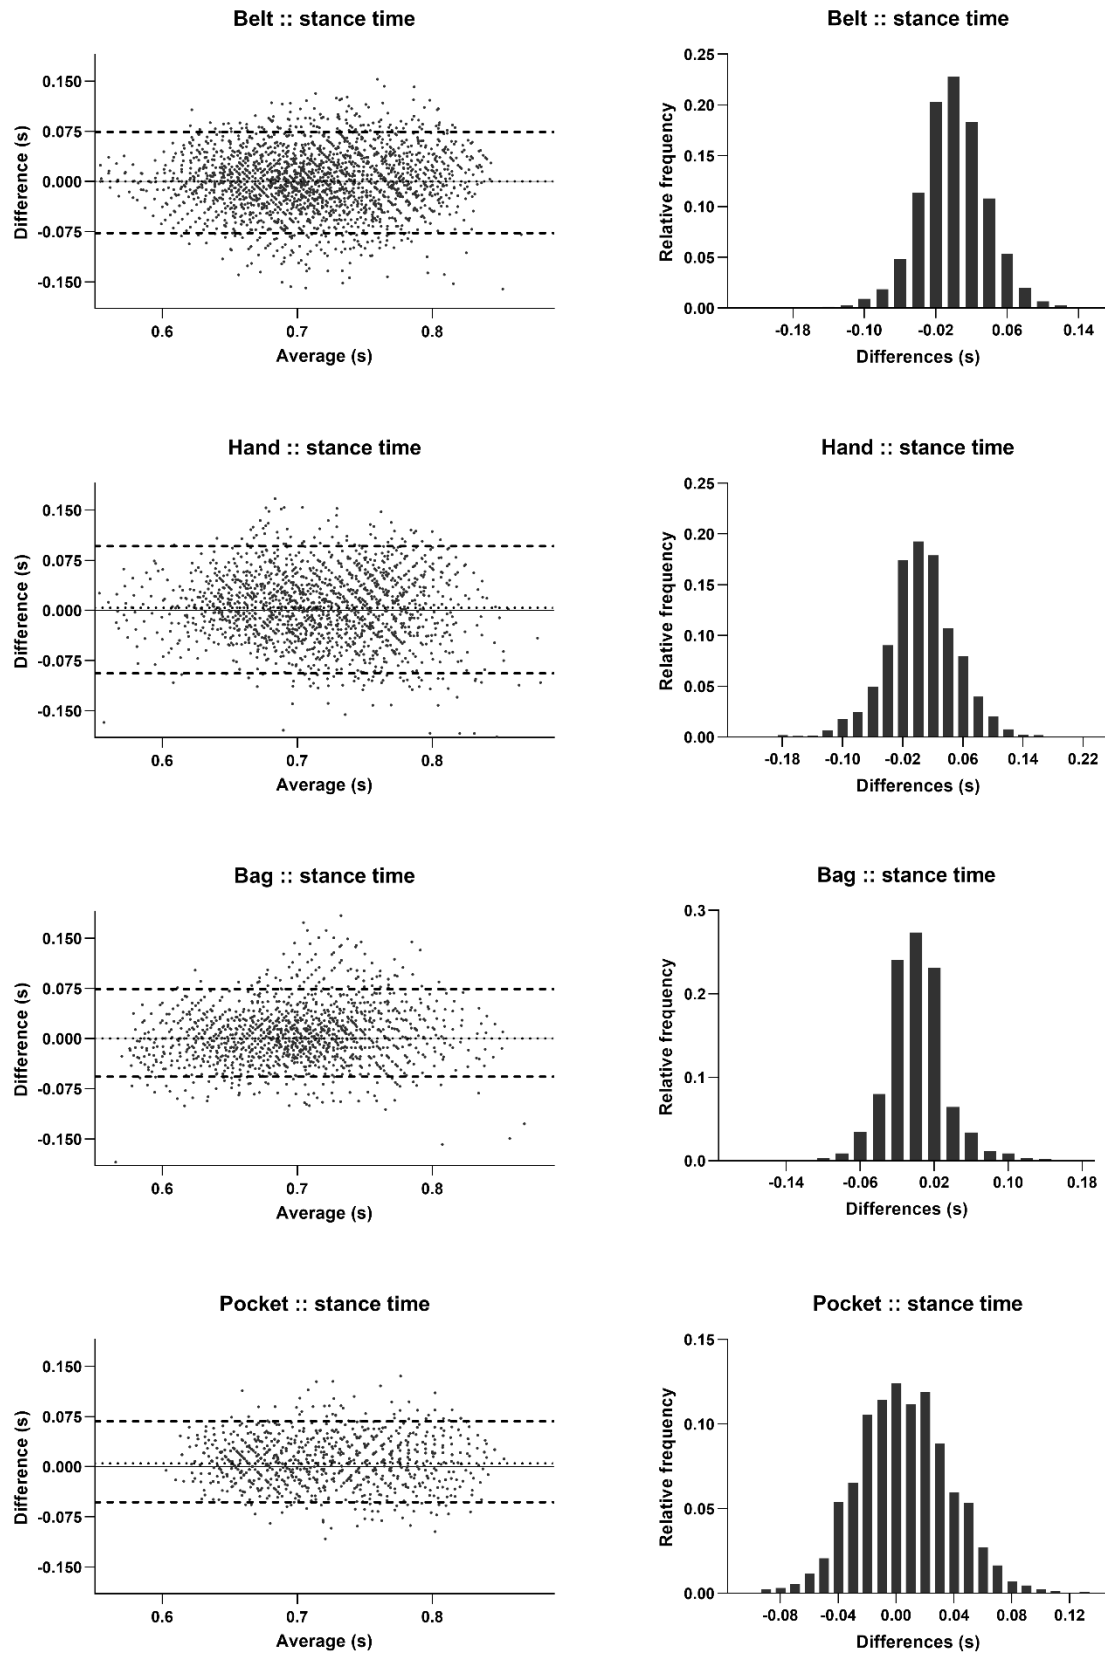 Belt :: stance time
Difference (s)
0.150
0.075
0.000
-0.075
-0.150
0.6 0.7 0.8
Average (s)
Belt :: stance time
Relative frequency
0.25
0.20
0.15
0.10
0.05
0.00
-0.18 -0.10 -0.02 0.06 0.14
Differences (s)
Hand :: stance time
Difference (s)
0.150
0.075
0.000
-0.075
-0.150
0.6 0.7 0.8
Average (s)
Hand :: stance time
Relative frequency
0.25
0.20
0.15
0.10
0.05
0.00
-0.18 -0.10 -0.02 0.06 0.14 0.22
Differences (s)
Bag :: stance time
Difference (s)
0.150
0.075
0.000
-0.075
-0.150
0.6 0.7 0.8
Average (s)
Bag :: stance time
Relative frequency
0.3
0.2
0.1
0.0
-0.14 -0.06 0.02 0.10 0.18
Differences (s)
Pocket :: stance time
Difference (s)
0.150
0.075
0.000
-0.075
-0.150
0.6 0.7 0.8
Average (s)
Pocket :: stance time
Relative frequency
0.15
0.10
0.05
0.00
-0.08 -0.04 0.00 0.04 0.08 0.12
Differences (s)